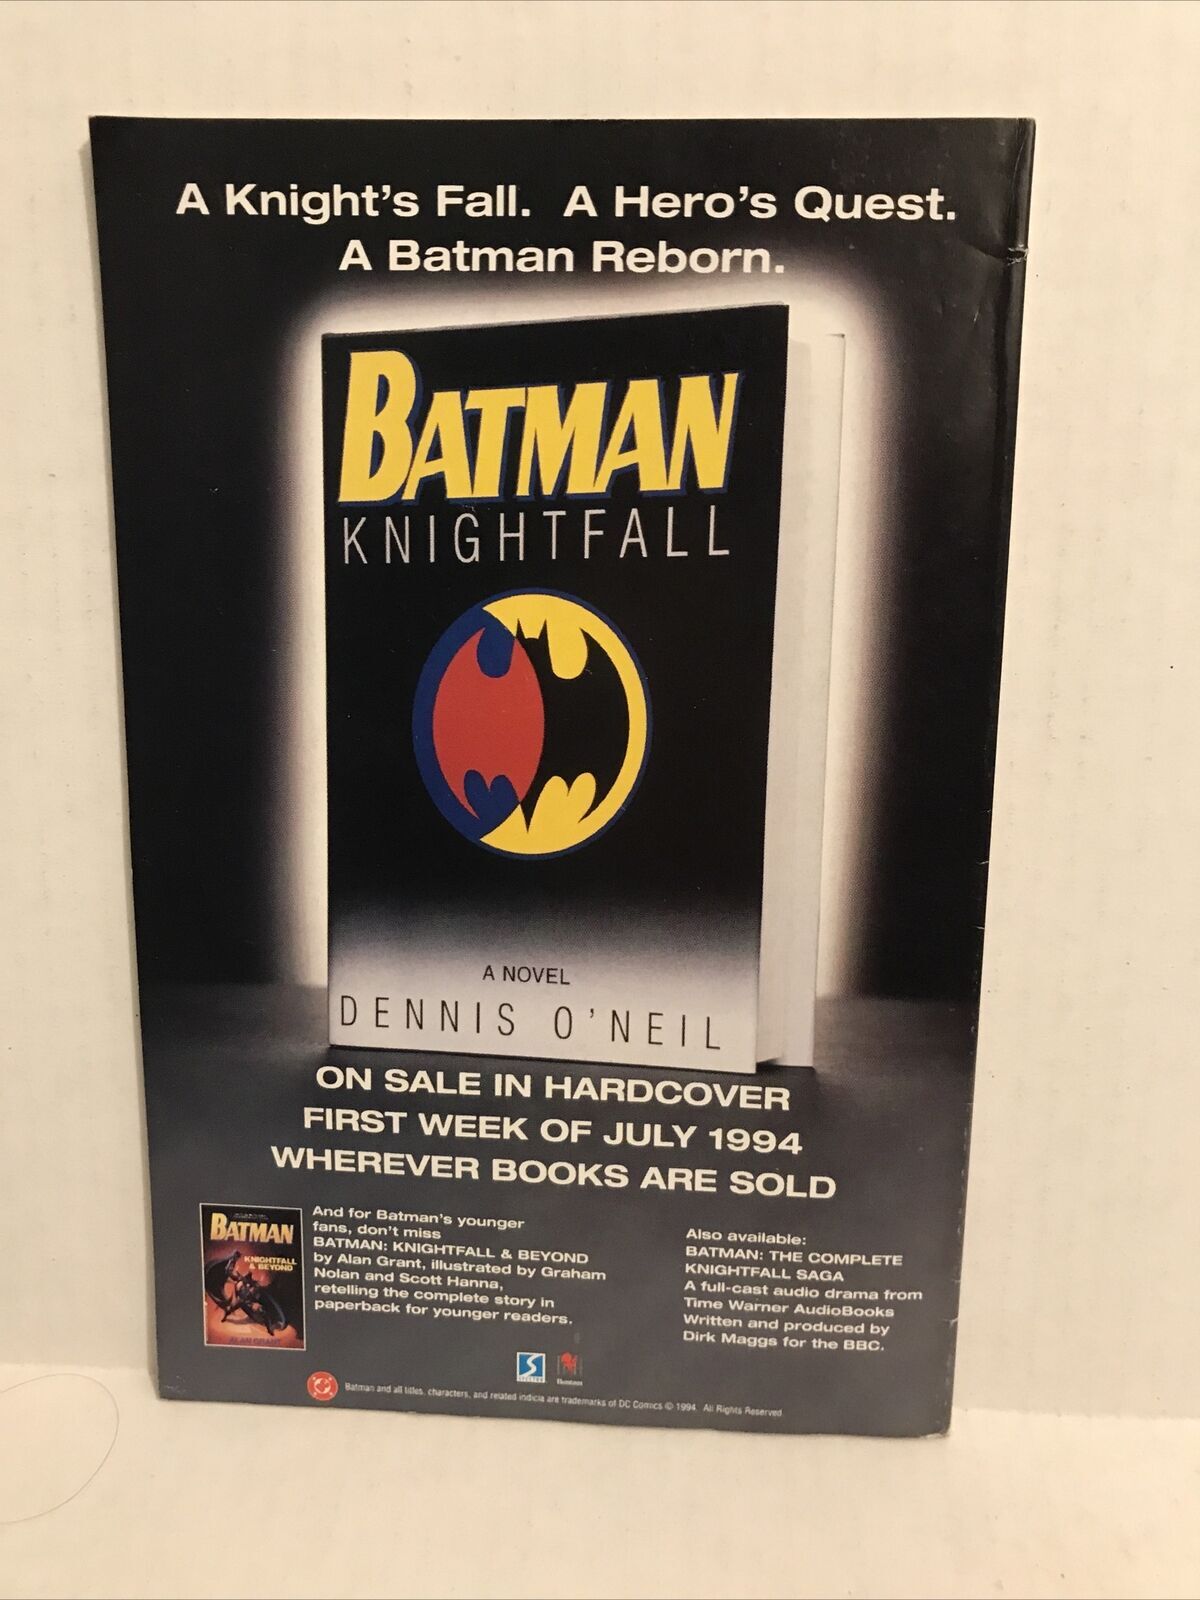 A Knight's Fall. A Hero's Quest.
A Batman Reborn.
BATMAN
KNIGHTFALL
A NOVEL
DENNIS O'NEIL
ON SALE IN HARDCOVER
FIRST WEEK OF JULY 1994
WHEREVER BOOKS ARE SOLD
BATMAN
KNIGHTFALL
& BEYOND
ALAN GRANT
And for Batman's younger
fans, don't miss
BATMAN: KNIGHTFALL & BEYOND
by Alan Grant, illustrated by Graham
Nolan and Scott Hanna,
retelling the complete story in
paperback for younger readers.
Also available:
BATMAN: THE COMPLETE
KNIGHTFALL SAGA
A full-cast audio drama from
Time Warner AudioBooks
Written and produced by
Dirk Maggs for the BBC.
S
SPECTRA
Bantam
DC
Batman and all titles, characters, and related indicia are trademarks of DC Comics © 1994. All Rights Reserved.